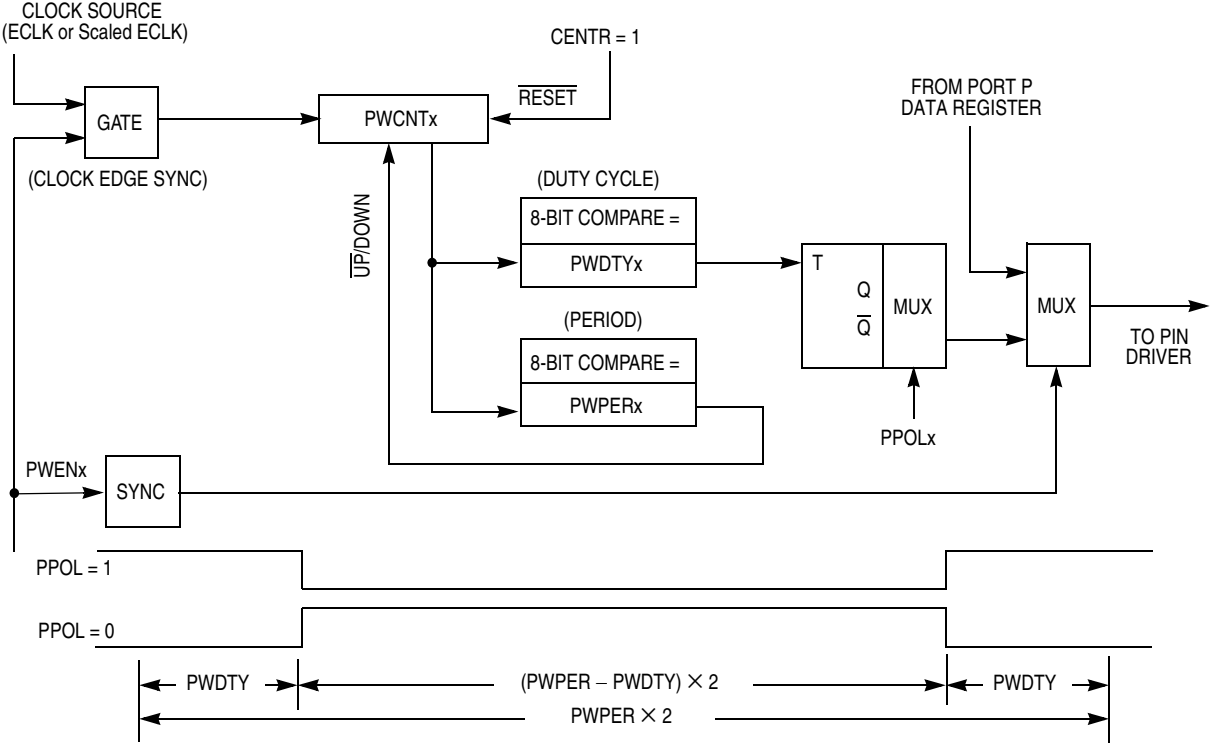 CLOCK SOURCE
(ECLK or Scaled ECLK)
CENTR = 1
RESET
FROM PORT P
DATA REGISTER
GATE
PWCNTx
(CLOCK EDGE SYNC)
UP/DOWN
(DUTY CYCLE)
8-BIT COMPARE =
PWDTYx
T
Q
Q
MUX
MUX
TO PIN
DRIVER
(PERIOD)
8-BIT COMPARE =
PWPERx
PPOLx
PWENx
SYNC
PPOL = 1
PPOL = 0
PWDTY
(PWPER – PWDTY) × 2
PWDTY
PWPER × 2